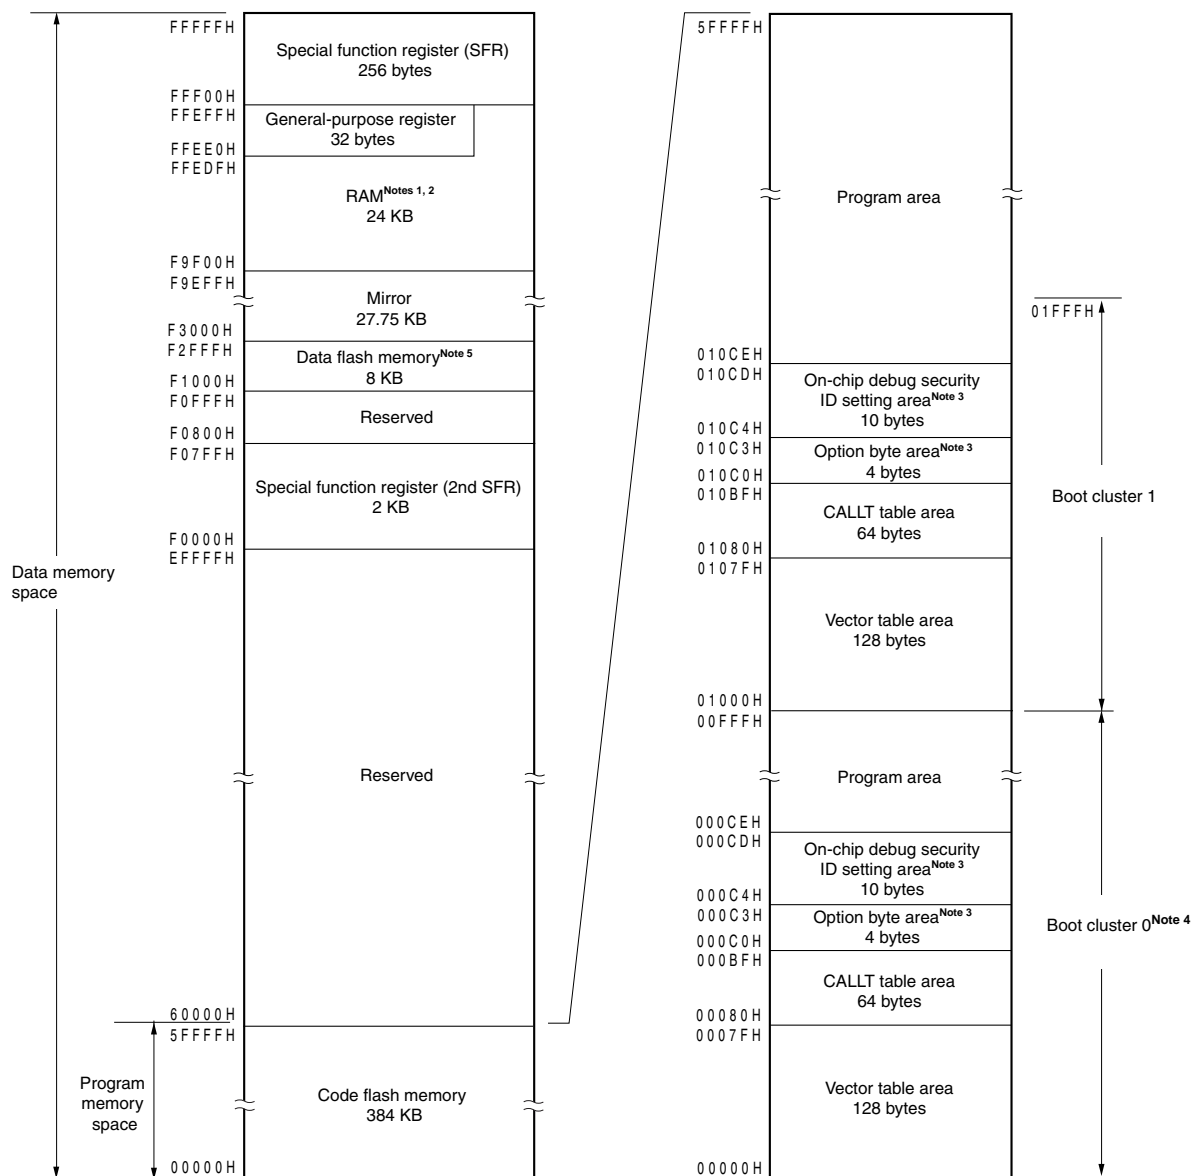 FFFFFH
Special function register (SFR)
256 bytes
FFF00H
FFEFFH
General-purpose register
32 bytes
FFEE0H
FFEDFH
RAMNotes 1, 2
24 KB
F9F00H
F9EFFH
Mirror
27.75 KB
F3000H
F2FFFH
Data flash memoryNote 5
8 KB
F1000H
F0FFFH
Reserved
F0800H
F07FFH
Special function register (2nd SFR)
2 KB
F0000H
EFFFFH
Data memory
space
Reserved
60000H
5FFFFH
Program
memory
space
Code flash memory
384 KB
00000H
5FFFFH
Program area
01FFFH
010CEH
010CDH
On-chip debug security
ID setting areaNote 3
10 bytes
010C4H
010C3H
Option byte areaNote 3
4 bytes
010C0H
010BFH
Boot cluster 1
CALLT table area
64 bytes
01080H
0107FH
Vector table area
128 bytes
01000H
00FFFH
Program area
000CEH
000CDH
On-chip debug security
ID setting areaNote 3
10 bytes
000C4H
000C3H
Option byte areaNote 3
4 bytes
Boot cluster 0Note 4
000C0H
000BFH
CALLT table area
64 bytes
00080H
0007FH
Vector table area
128 bytes
00000H